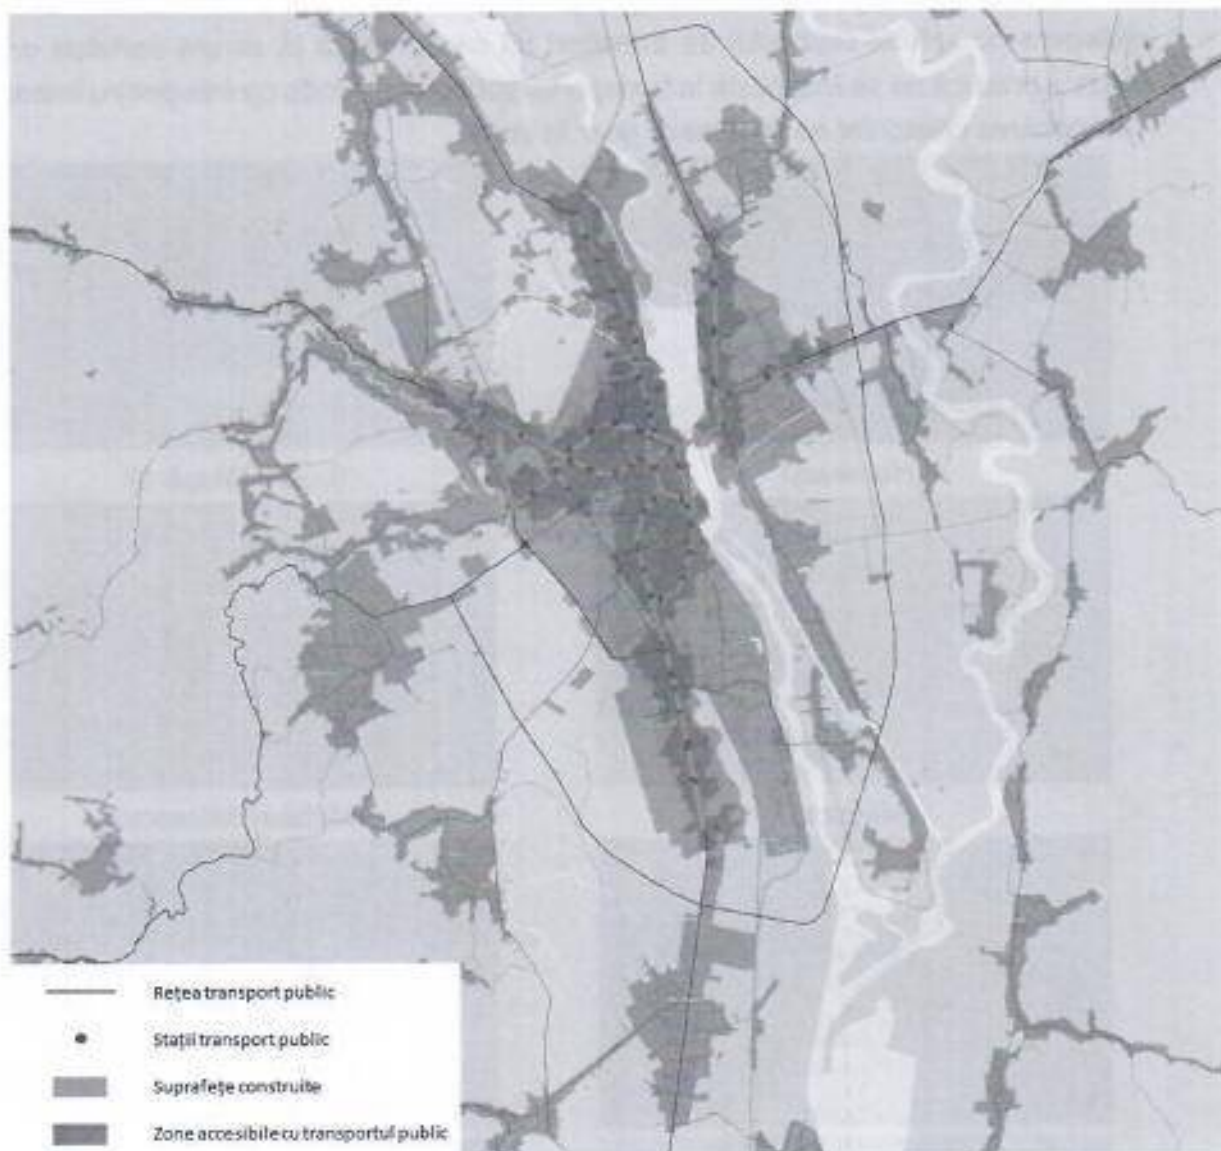 Rețea transport public
Stații transport public
Suprafețe construite
Zone accesibile cu transportul public